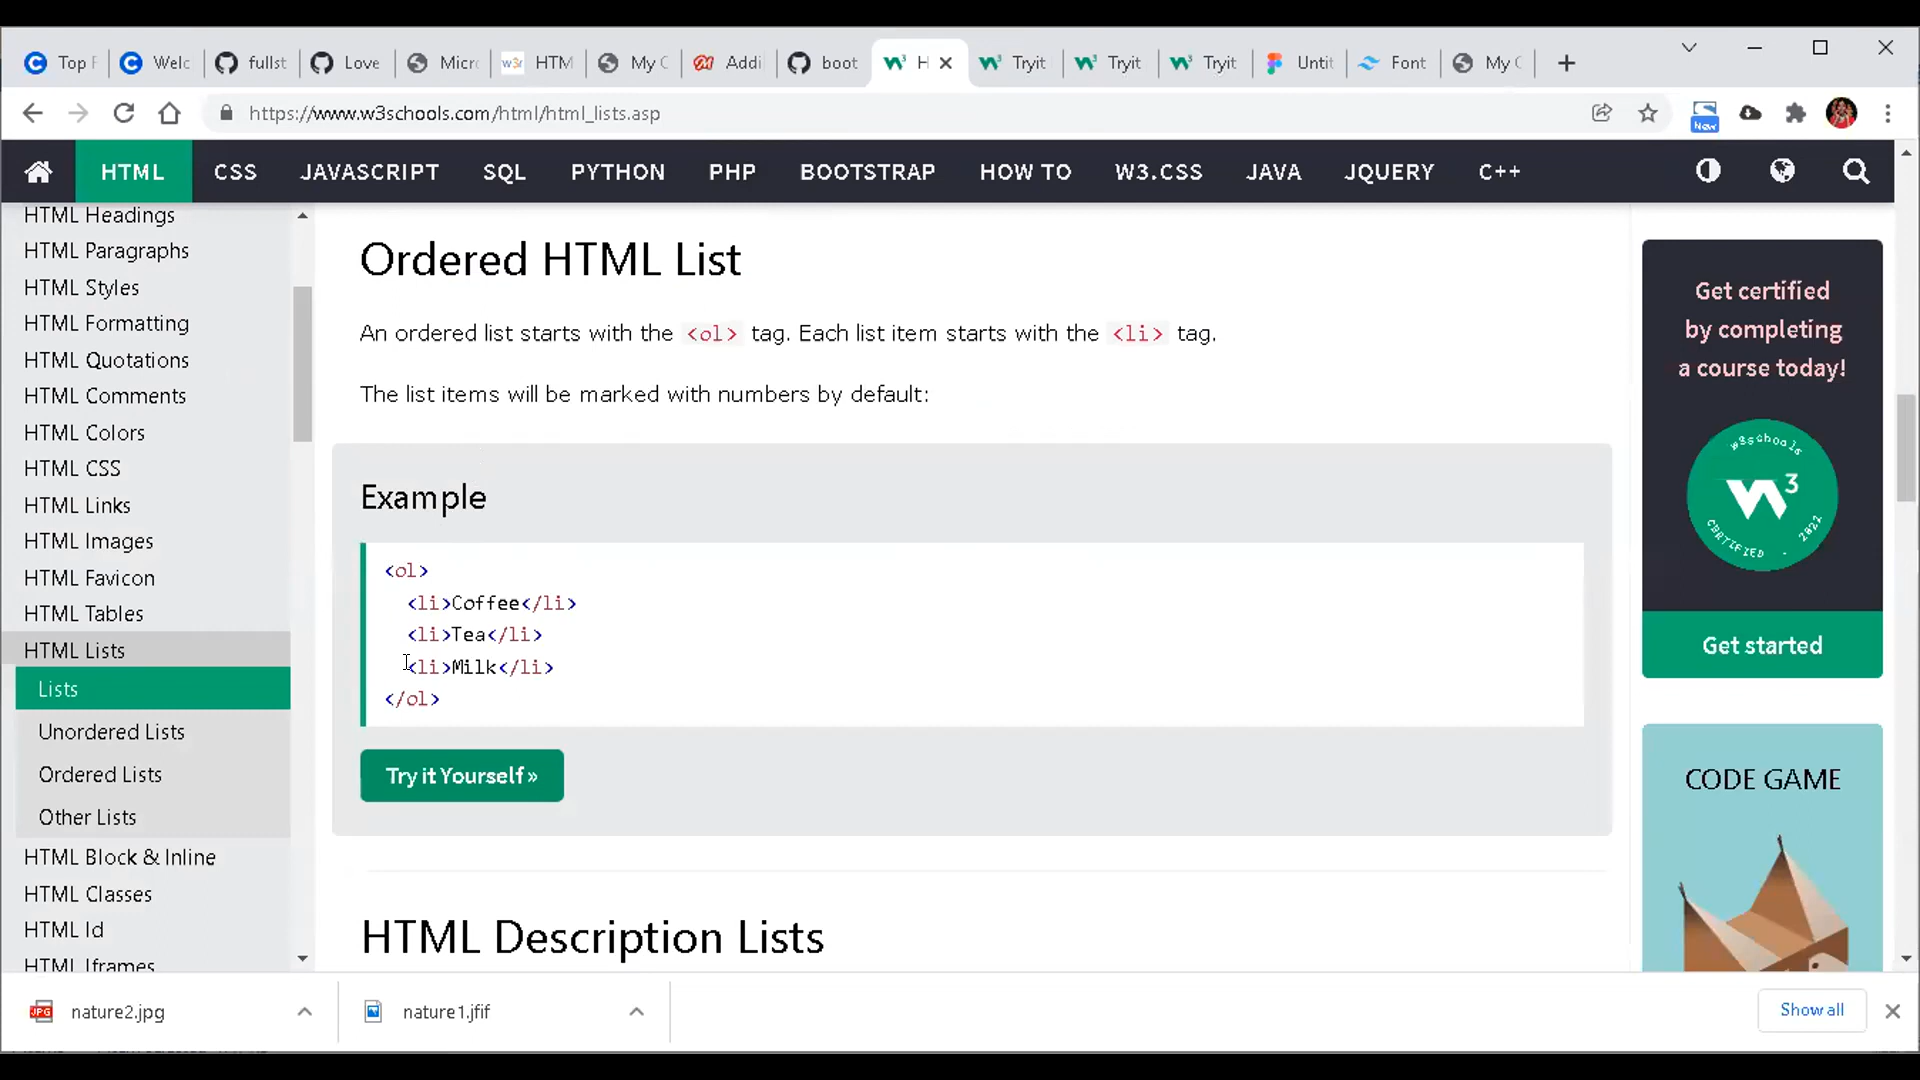 Top F
Welc
fullst
Love
Micr
w3r HTM
My C
Addi
boot
H
Tryit
Tryit
Tryit
Untit
Font
My C
https://www.w3schools.com/html/html_lists.asp
New
HTML CSS JAVASCRIPT SQL PYTHON PHP BOOTSTRAP HOW TO W3.CSS JAVA JQUERY C++
HTML Headings
HTML Paragraphs
HTML Styles
HTML Formatting
HTML Quotations
HTML Comments
HTML Colors
HTML CSS
HTML Links
HTML Images
HTML Favicon
HTML Tables
HTML Lists
Lists
Unordered Lists
Ordered Lists
Other Lists
HTML Block & Inline
HTML Classes
HTML Id
HTML Iframes
Ordered HTML List
An ordered list starts with the <ol> tag. Each list item starts with the <li> tag.
The list items will be marked with numbers by default:
Example
<ol>
<li>Coffee</li>
<li>Tea</li>
<li>Milk</li>
</ol>
Try it Yourself »
HTML Description Lists
Get certified
by completing
a course today!
w3schools
W3
CERTIFIED - 2022
Get started
CODE GAME
JPG nature2.jpg
nature1.jfif
Show all